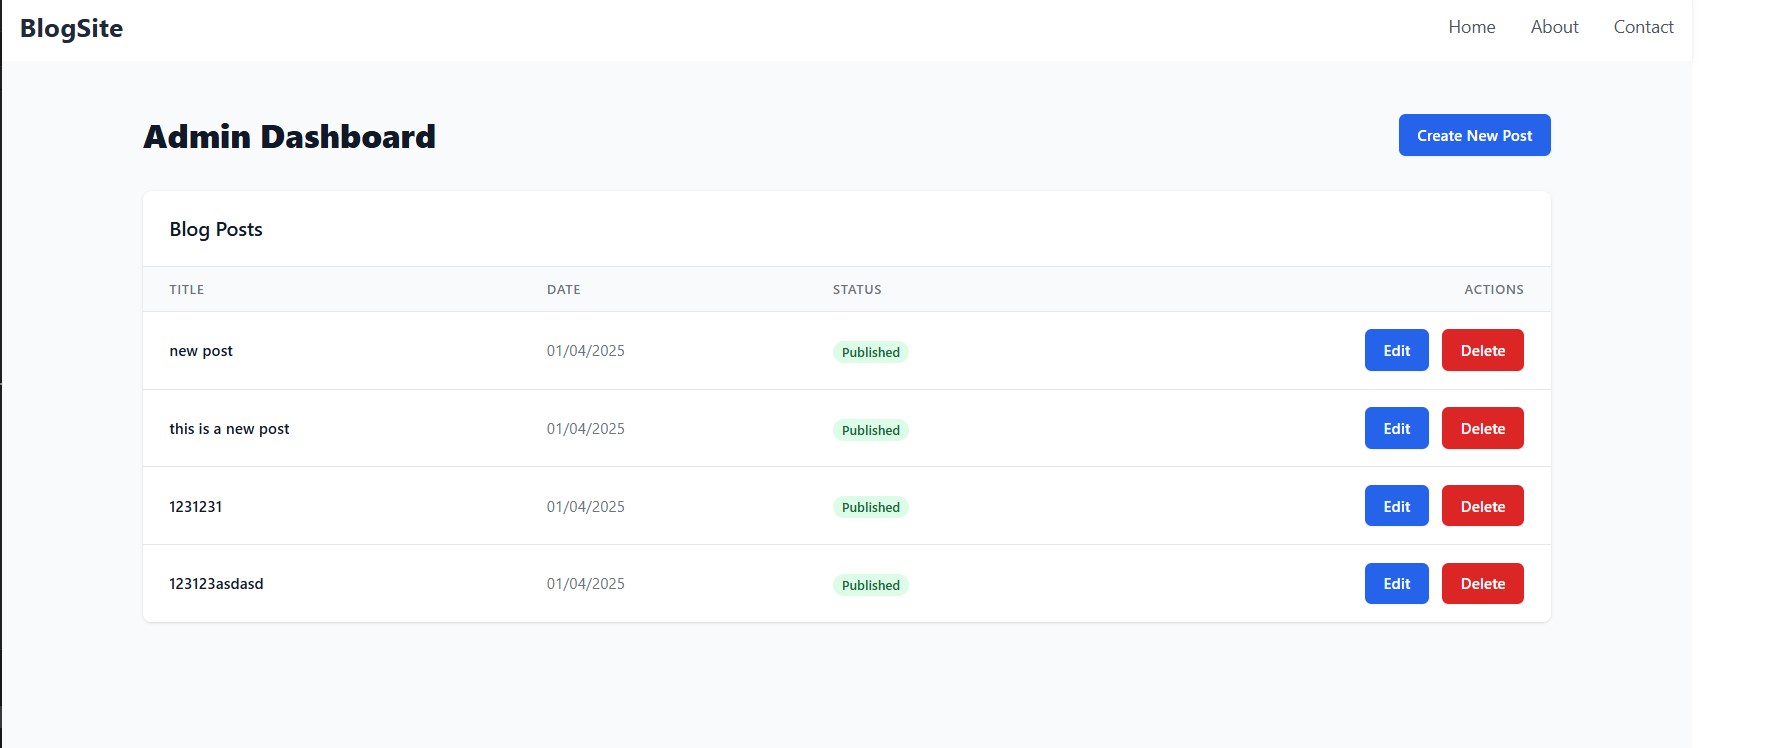 BlogSite Home About Contact
Admin Dashboard Create New Post
Blog Posts
TITLE DATE STATUS ACTIONS
new post 01/04/2025 Published Edit Delete
this is a new post 01/04/2025 Published Edit Delete
1231231 01/04/2025 Published Edit Delete
123123asdasd 01/04/2025 Published Edit Delete